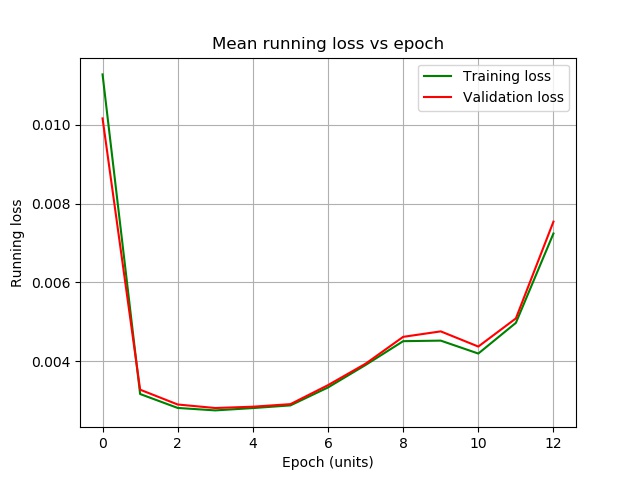 Mean running loss vs epoch
Training loss
Validation loss
0.010
0.008
0.006
0.004
Running loss
0 2 4 6 8 10 12
Epoch (units)